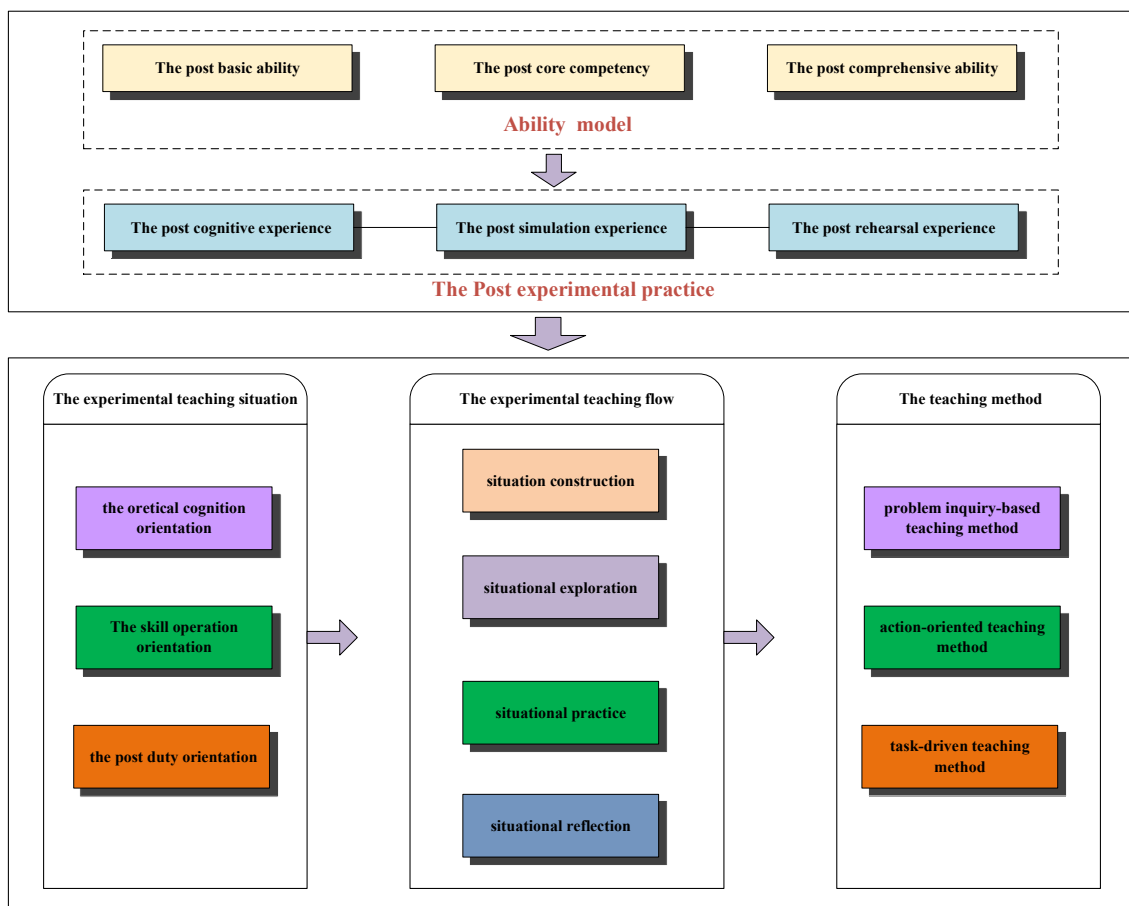 The post basic ability
The post core competency
The post comprehensive ability
Ability model
The post cognitive experience
The post simulation experience
The post rehearsal experience
The Post experimental practice
The experimental teaching situation
the oretical cognition
orientation
The skill operation
orientation
the post duty orientation
The experimental teaching flow
situation construction
situational exploration
situational practice
situational reflection
The teaching method
problem inquiry-based
teaching method
action-oriented teaching
method
task-driven teaching
method